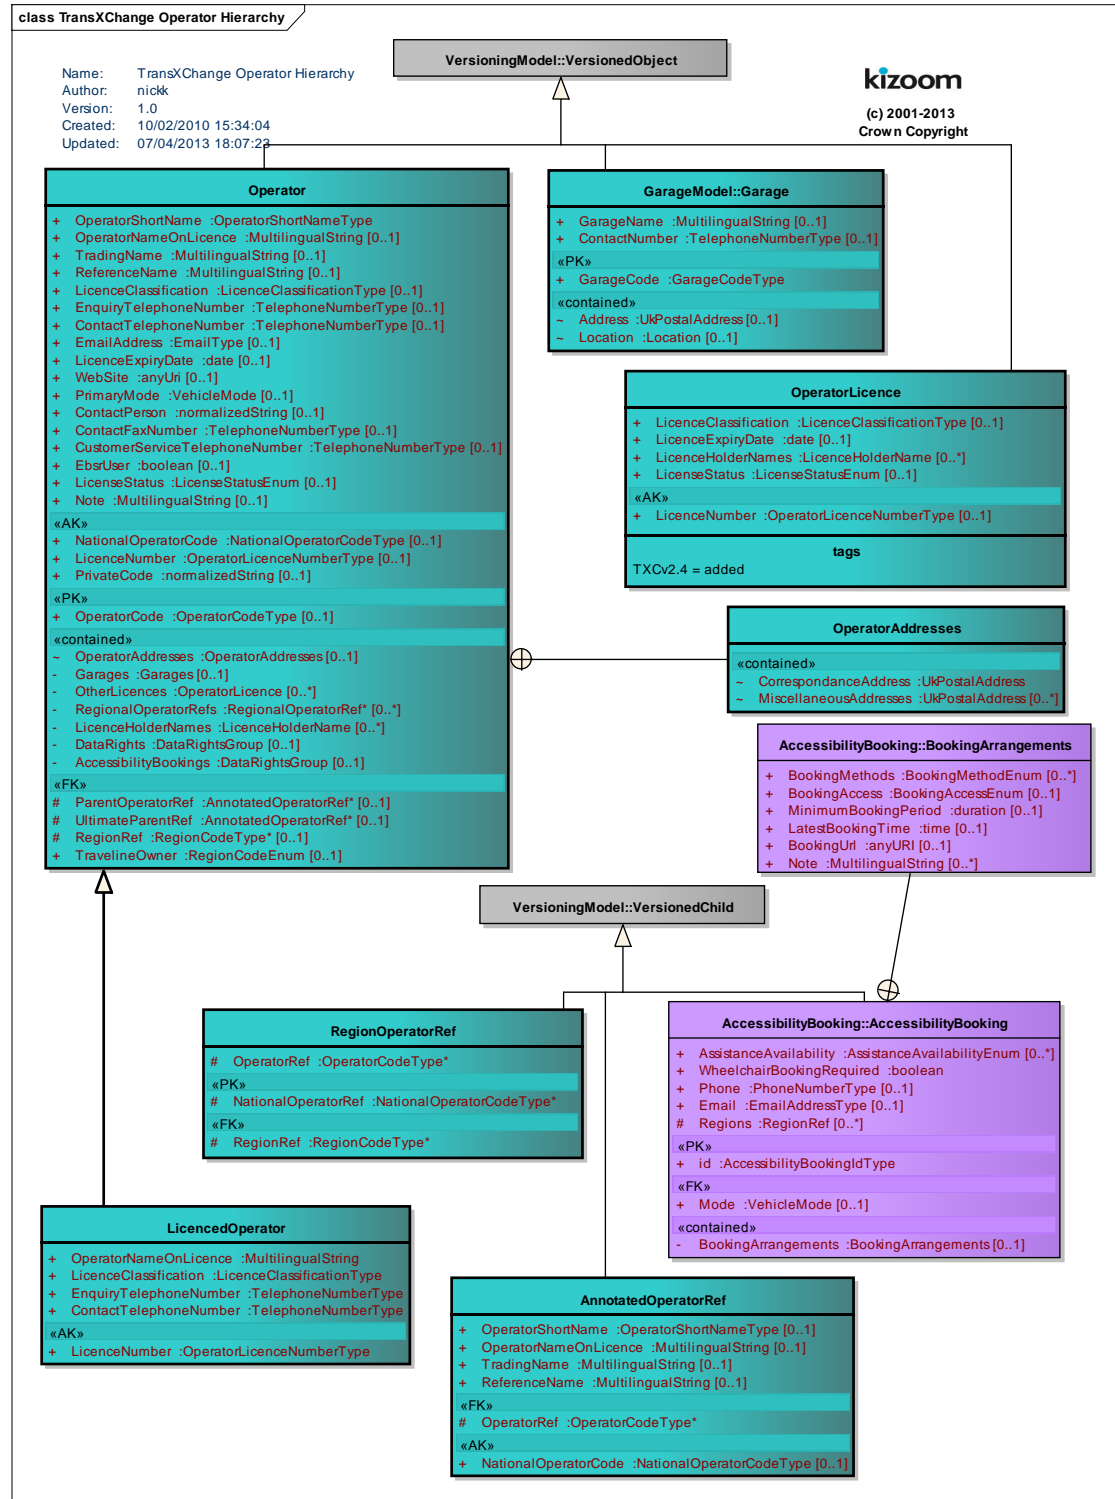 class TransXChange Operator Hierarchy
Name: TransXChange Operator Hierarchy
Author: nickk
Version: 1.0
Created: 10/02/2010 15:34:04
Updated: 07/04/2013 18:07:23
VersioningModel::VersionedObject
kizoom
(c) 2001-2013
Crown Copyright
Operator
+ OperatorShortName :OperatorShortNameType
+ OperatorNameOnLicence :MultilingualString [0..1]
+ TradingName :MultilingualString [0..1]
+ ReferenceName :MultilingualString [0..1]
+ LicenceClassification :LicenceClassificationType [0..1]
+ EnquiryTelephoneNumber :TelephoneNumberType [0..1]
+ ContactTelephoneNumber :TelephoneNumberType [0..1]
+ EmailAddress :EmailType [0..1]
+ LicenceExpiryDate :date [0..1]
+ WebSite :anyUri [0..1]
+ PrimaryMode :VehicleMode [0..1]
+ ContactPerson :normalizedString [0..1]
+ ContactFaxNumber :TelephoneNumberType [0..1]
+ CustomerServiceTelephoneNumber :TelephoneNumberType [0..1]
+ EbsrUser :boolean [0..1]
+ LicenseStatus :LicenseStatusEnum [0..1]
+ Note :MultilingualString [0..1]
«AK»
+ NationalOperatorCode :NationalOperatorCodeType [0..1]
+ LicenceNumber :OperatorLicenceNumberType [0..1]
+ PrivateCode :normalizedString [0..1]
«PK»
+ OperatorCode :OperatorCodeType [0..1]
«contained»
~ OperatorAddresses :OperatorAddresses [0..1]
- Garages :Garages [0..1]
- OtherLicences :OperatorLicence [0..*]
- RegionalOperatorRefs :RegionalOperatorRef* [0..*]
- LicenceHolderNames :LicenceHolderName [0..*]
- DataRights :DataRightsGroup [0..1]
- AccessibilityBookings :DataRightsGroup [0..1]
«FK»
# ParentOperatorRef :AnnotatedOperatorRef* [0..1]
# UltimateParentRef :AnnotatedOperatorRef* [0..1]
# RegionRef :RegionCodeType* [0..1]
+ TravelineOwner :RegionCodeEnum [0..1]
GarageModel::Garage
+ GarageName :MultilingualString [0..1]
+ ContactNumber :TelephoneNumberType [0..1]
«PK»
+ GarageCode :GarageCodeType
«contained»
~ Address :UkPostalAddress [0..1]
~ Location :Location [0..1]
OperatorLicence
+ LicenceClassification :LicenceClassificationType [0..1]
+ LicenceExpiryDate :date [0..1]
+ LicenceHolderNames :LicenceHolderName [0..*]
+ LicenseStatus :LicenseStatusEnum [0..1]
«AK»
+ LicenceNumber :OperatorLicenceNumberType [0..1]
tags
TXCv2.4 = added
OperatorAddresses
«contained»
~ CorrespondanceAddress :UkPostalAddress
~ MiscellaneousAddresses :UkPostalAddress [0..*]
AccessibilityBooking::BookingArrangements
+ BookingMethods :BookingMethodEnum [0..*]
+ BookingAccess :BookingAccessEnum [0..1]
+ MinimumBookingPeriod :duration [0..1]
+ LatestBookingTime :time [0..1]
+ BookingUrl :anyURI [0..1]
+ Note :MultilingualString [0..*]
VersioningModel::VersionedChild
RegionOperatorRef
# OperatorRef :OperatorCodeType*
«PK»
# NationalOperatorRef :NationalOperatorCodeType*
«FK»
# RegionRef :RegionCodeType*
AccessibilityBooking::AccessibilityBooking
+ AssistanceAvailability :AssistanceAvailabilityEnum [0..*]
+ WheelchairBookingRequired :boolean
+ Phone :PhoneNumberType [0..1]
+ Email :EmailAddressType [0..1]
# Regions :RegionRef [0..*]
«PK»
+ id :AccessibilityBookingIdType
«FK»
+ Mode :VehicleMode [0..1]
«contained»
- BookingArrangements :BookingArrangements [0..1]
LicencedOperator
+ OperatorNameOnLicence :MultilingualString
+ LicenceClassification :LicenceClassificationType
+ EnquiryTelephoneNumber :TelephoneNumberType
+ ContactTelephoneNumber :TelephoneNumberType
«AK»
+ LicenceNumber :OperatorLicenceNumberType
AnnotatedOperatorRef
+ OperatorShortName :OperatorShortNameType [0..1]
+ OperatorNameOnLicence :MultilingualString [0..1]
+ TradingName :MultilingualString [0..1]
+ ReferenceName :MultilingualString [0..1]
«FK»
# OperatorRef :OperatorCodeType*
«AK»
+ NationalOperatorCode :NationalOperatorCodeType [0..1]